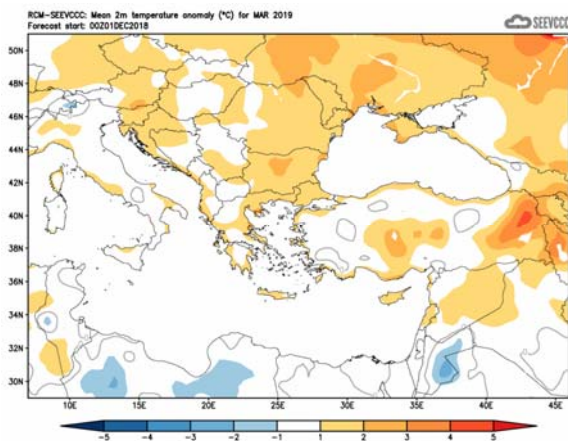 RCM-SEEVCCC: Mean 2m temperature anomaly (°C) for MAR 2019
Forecast start: 00Z01DEC2018
SEEVCCC
50N
48N
46N
44N
42N
40N
38N
36N
34N
32N
30N
10E 15E 20E 25E 30E 35E 40E 45E
-5 -4 -3 -2 -1 1 2 3 4 5